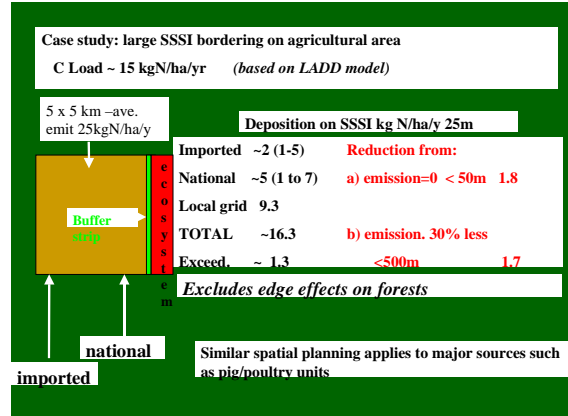 Case study: large SSSI bordering on agricultural area
C Load ~ 15 kgN/ha/yr (based on LADD model)
5 x 5 km –ave.
emit 25kgN/ha/y
Deposition on SSSI kg N/ha/y 25m
Imported ~2 (1-5) Reduction from:
National ~5 (1 to 7) a) emission=0 < 50m 1.8
Local grid 9.3
TOTAL ~16.3 b) emission. 30% less
Exceed. ~ 1.3 <500m 1.7
Buffer
strip
e
c
o
s
y
s
t
e
m
Excludes edge effects on forests
national
imported
Similar spatial planning applies to major sources such
as pig/poultry units